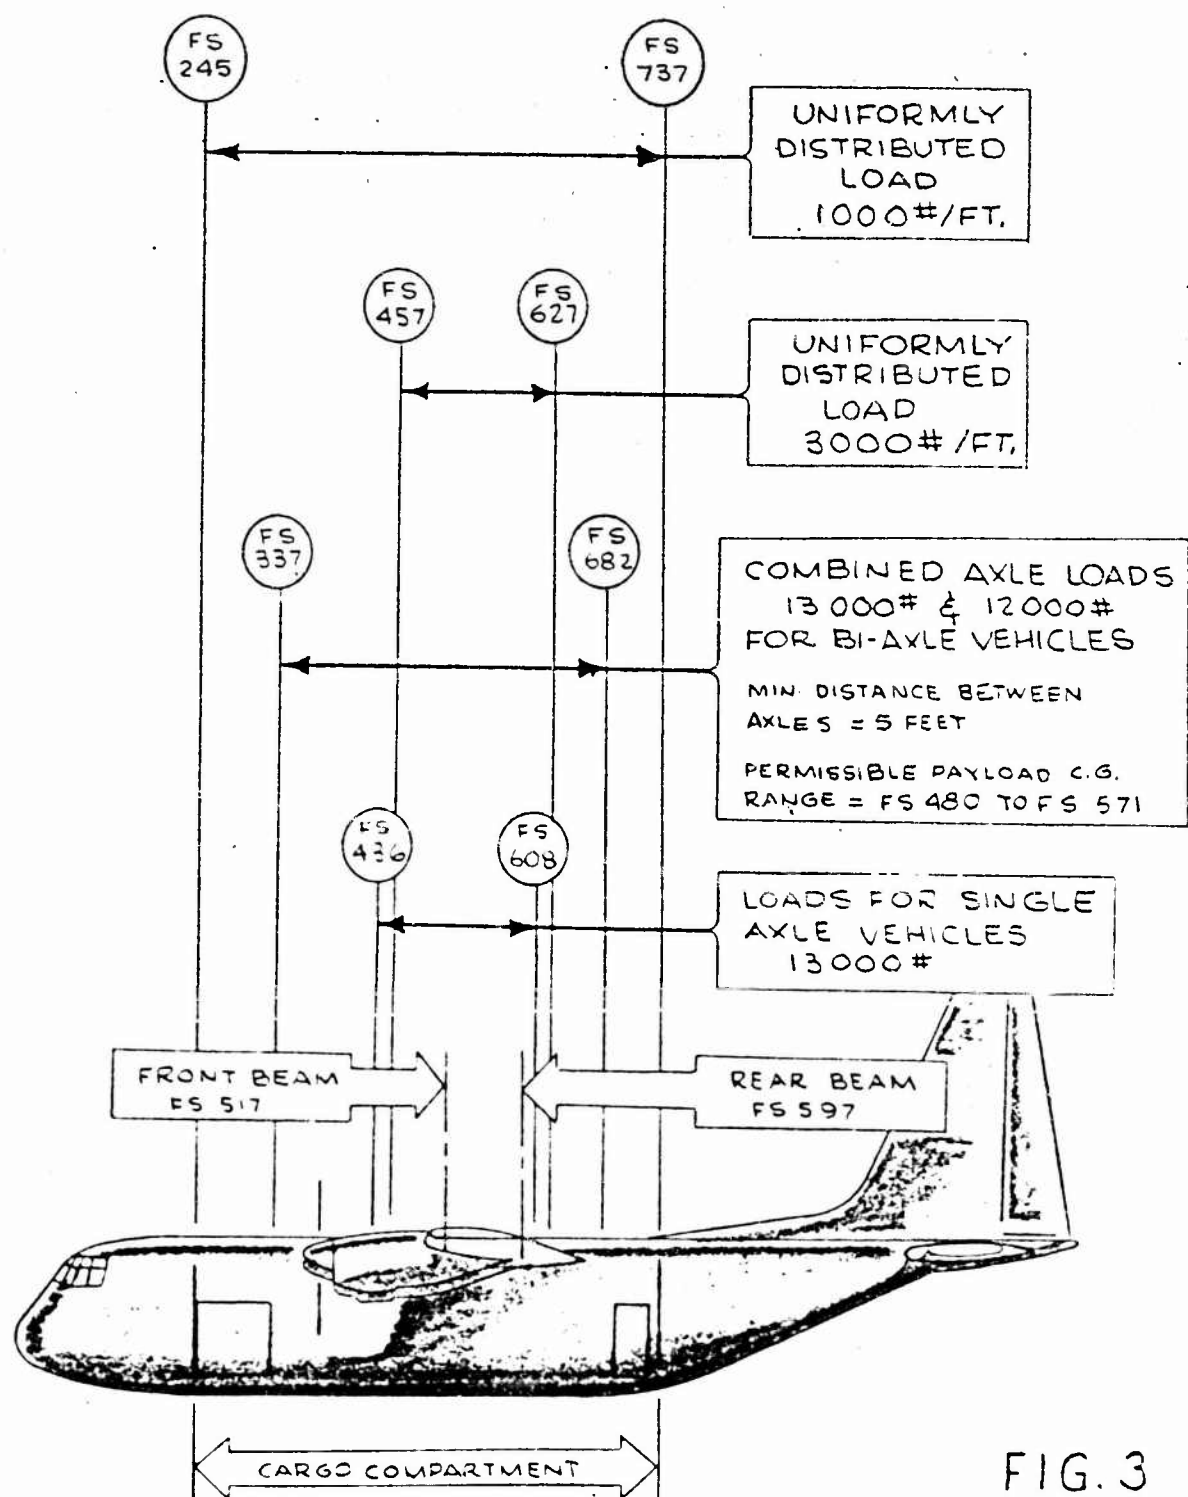 FS
245
FS
737
UNIFORMLY
DISTRIBUTED
LOAD
1000#/FT.
FS
457
FS
627
UNIFORMLY
DISTRIBUTED
LOAD
3000#/FT.
FS
337
FS
682
COMBINED AXLE LOADS
13000# & 12000#
FOR BI-AXLE VEHICLES
MIN. DISTANCE BETWEEN
AXLES = 5 FEET
PERMISSIBLE PAYLOAD C.G.
RANGE = FS 480 TO FS 571
FS
436
FS
608
LOADS FOR SINGLE
AXLE VEHICLES
13000#
FRONT BEAM
FS 517
REAR BEAM
FS 597
CARGO COMPARTMENT
FIG. 3